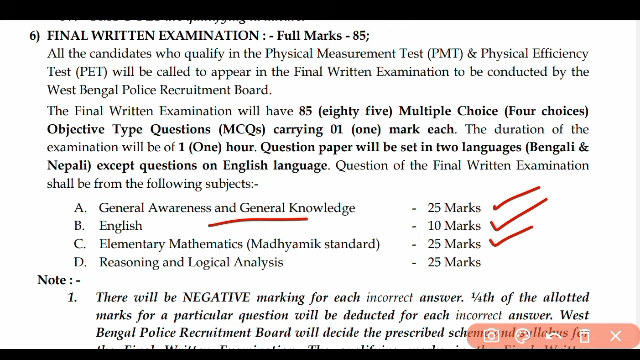 6) FINAL WRITTEN EXAMINATION : - Full Marks - 85;
All the candidates who qualify in the Physical Measurement Test (PMT) & Physical Efficiency
Test (PET) will be called to appear in the Final Written Examination to be conducted by the
West Bengal Police Recruitment Board.
The Final Written Examination will have 85 (eighty five) Multiple Choice (Four choices)
Objective Type Questions (MCQs) carrying 01 (one) mark each. The duration of the
examination will be of 1 (One) hour. Question paper will be set in two languages (Bengali &
Nepali) except questions on English language. Question of the Final Written Examination
shall be from the following subjects:-
A. General Awareness and General Knowledge - 25 Marks
B. English - 10 Marks
C. Elementary Mathematics (Madhyamik standard) - 25 Marks
D. Reasoning and Logical Analysis - 25 Marks
Note : -
1. There will be NEGATIVE marking for each incorrect answer. ¼th of the allotted
marks for a particular question will be deducted for each incorrect answer. West
Bengal Police Recruitment Board will decide the prescribed scheme and syllabus for
the Final Written Examination.